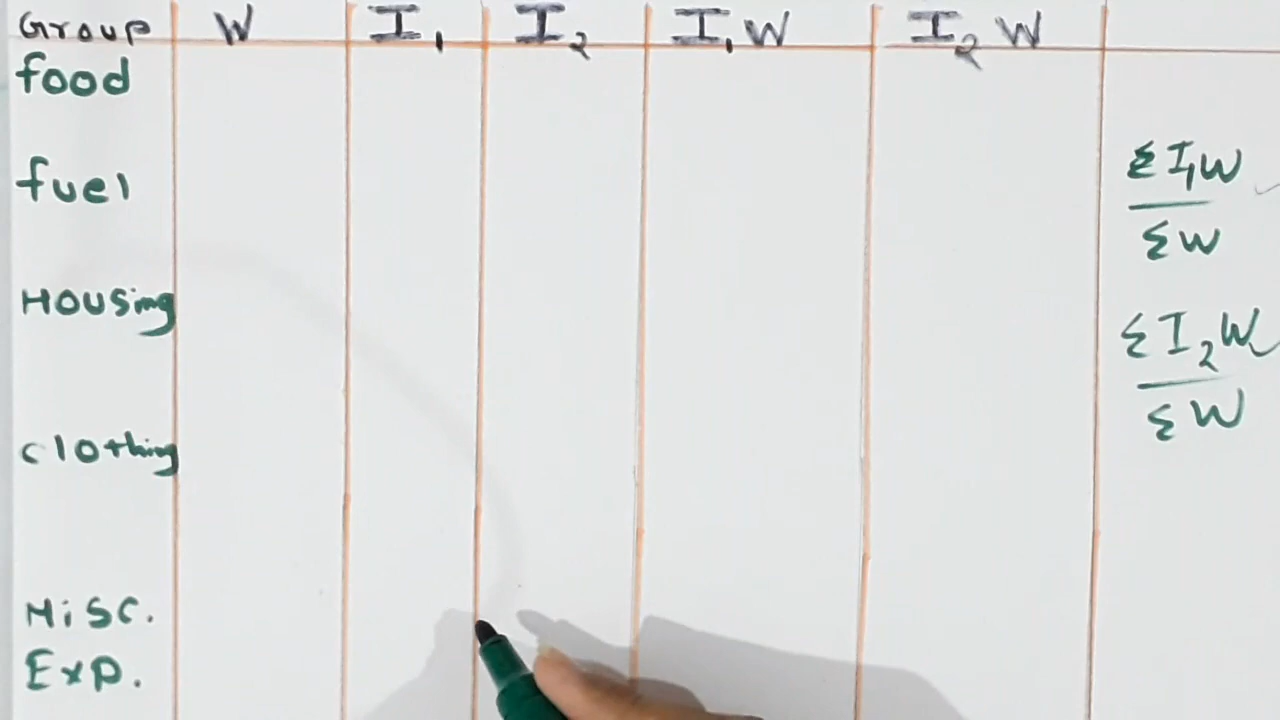 Group W I₁ I₂ I₁W I₂W
food
fuel
Housing
clothing
Misc.
Exp.
ΣI₁W
ΣW
ΣI₂W
ΣW